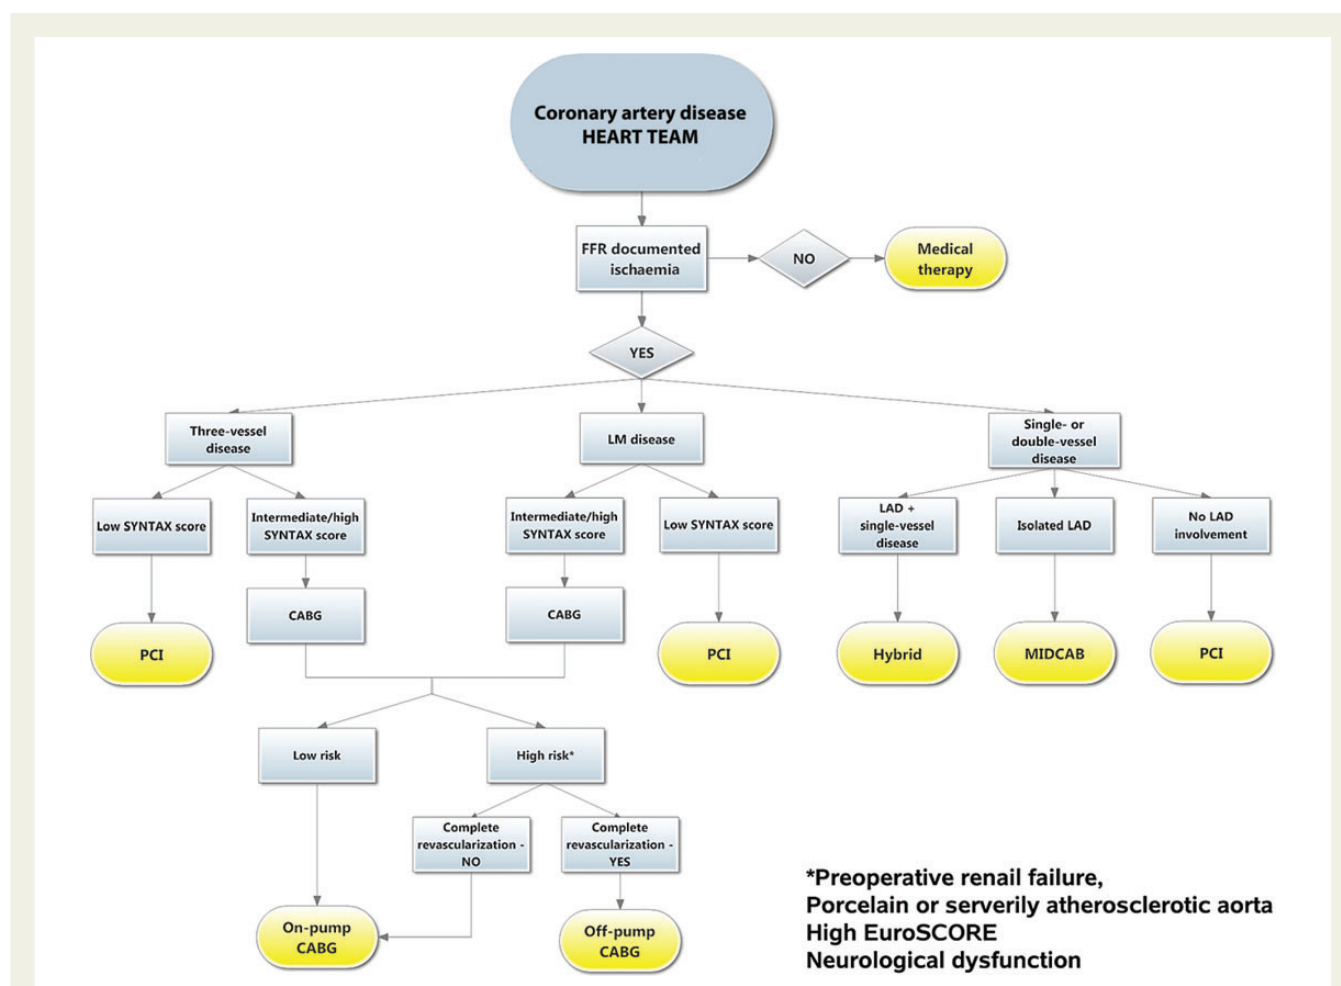 Coronary artery disease
HEART TEAM
FFR documented
ischaemia
NO
Medical
therapy
YES
Three-vessel
disease
LM disease
Single- or
double-vessel
disease
Low SYNTAX score
Intermediate/high
SYNTAX score
Intermediate/high
SYNTAX score
Low SYNTAX score
LAD +
single-vessel
disease
Isolated LAD
No LAD
involvement
CABG
CABG
PCI
PCI
Hybrid
MIDCAB
PCI
Low risk
High risk*
Complete
revascularization -
NO
Complete
revascularization -
YES
On-pump
CABG
Off-pump
CABG
*Preoperative renail failure,
Porcelain or serverily atherosclerotic aorta
High EuroSCORE
Neurological dysfunction